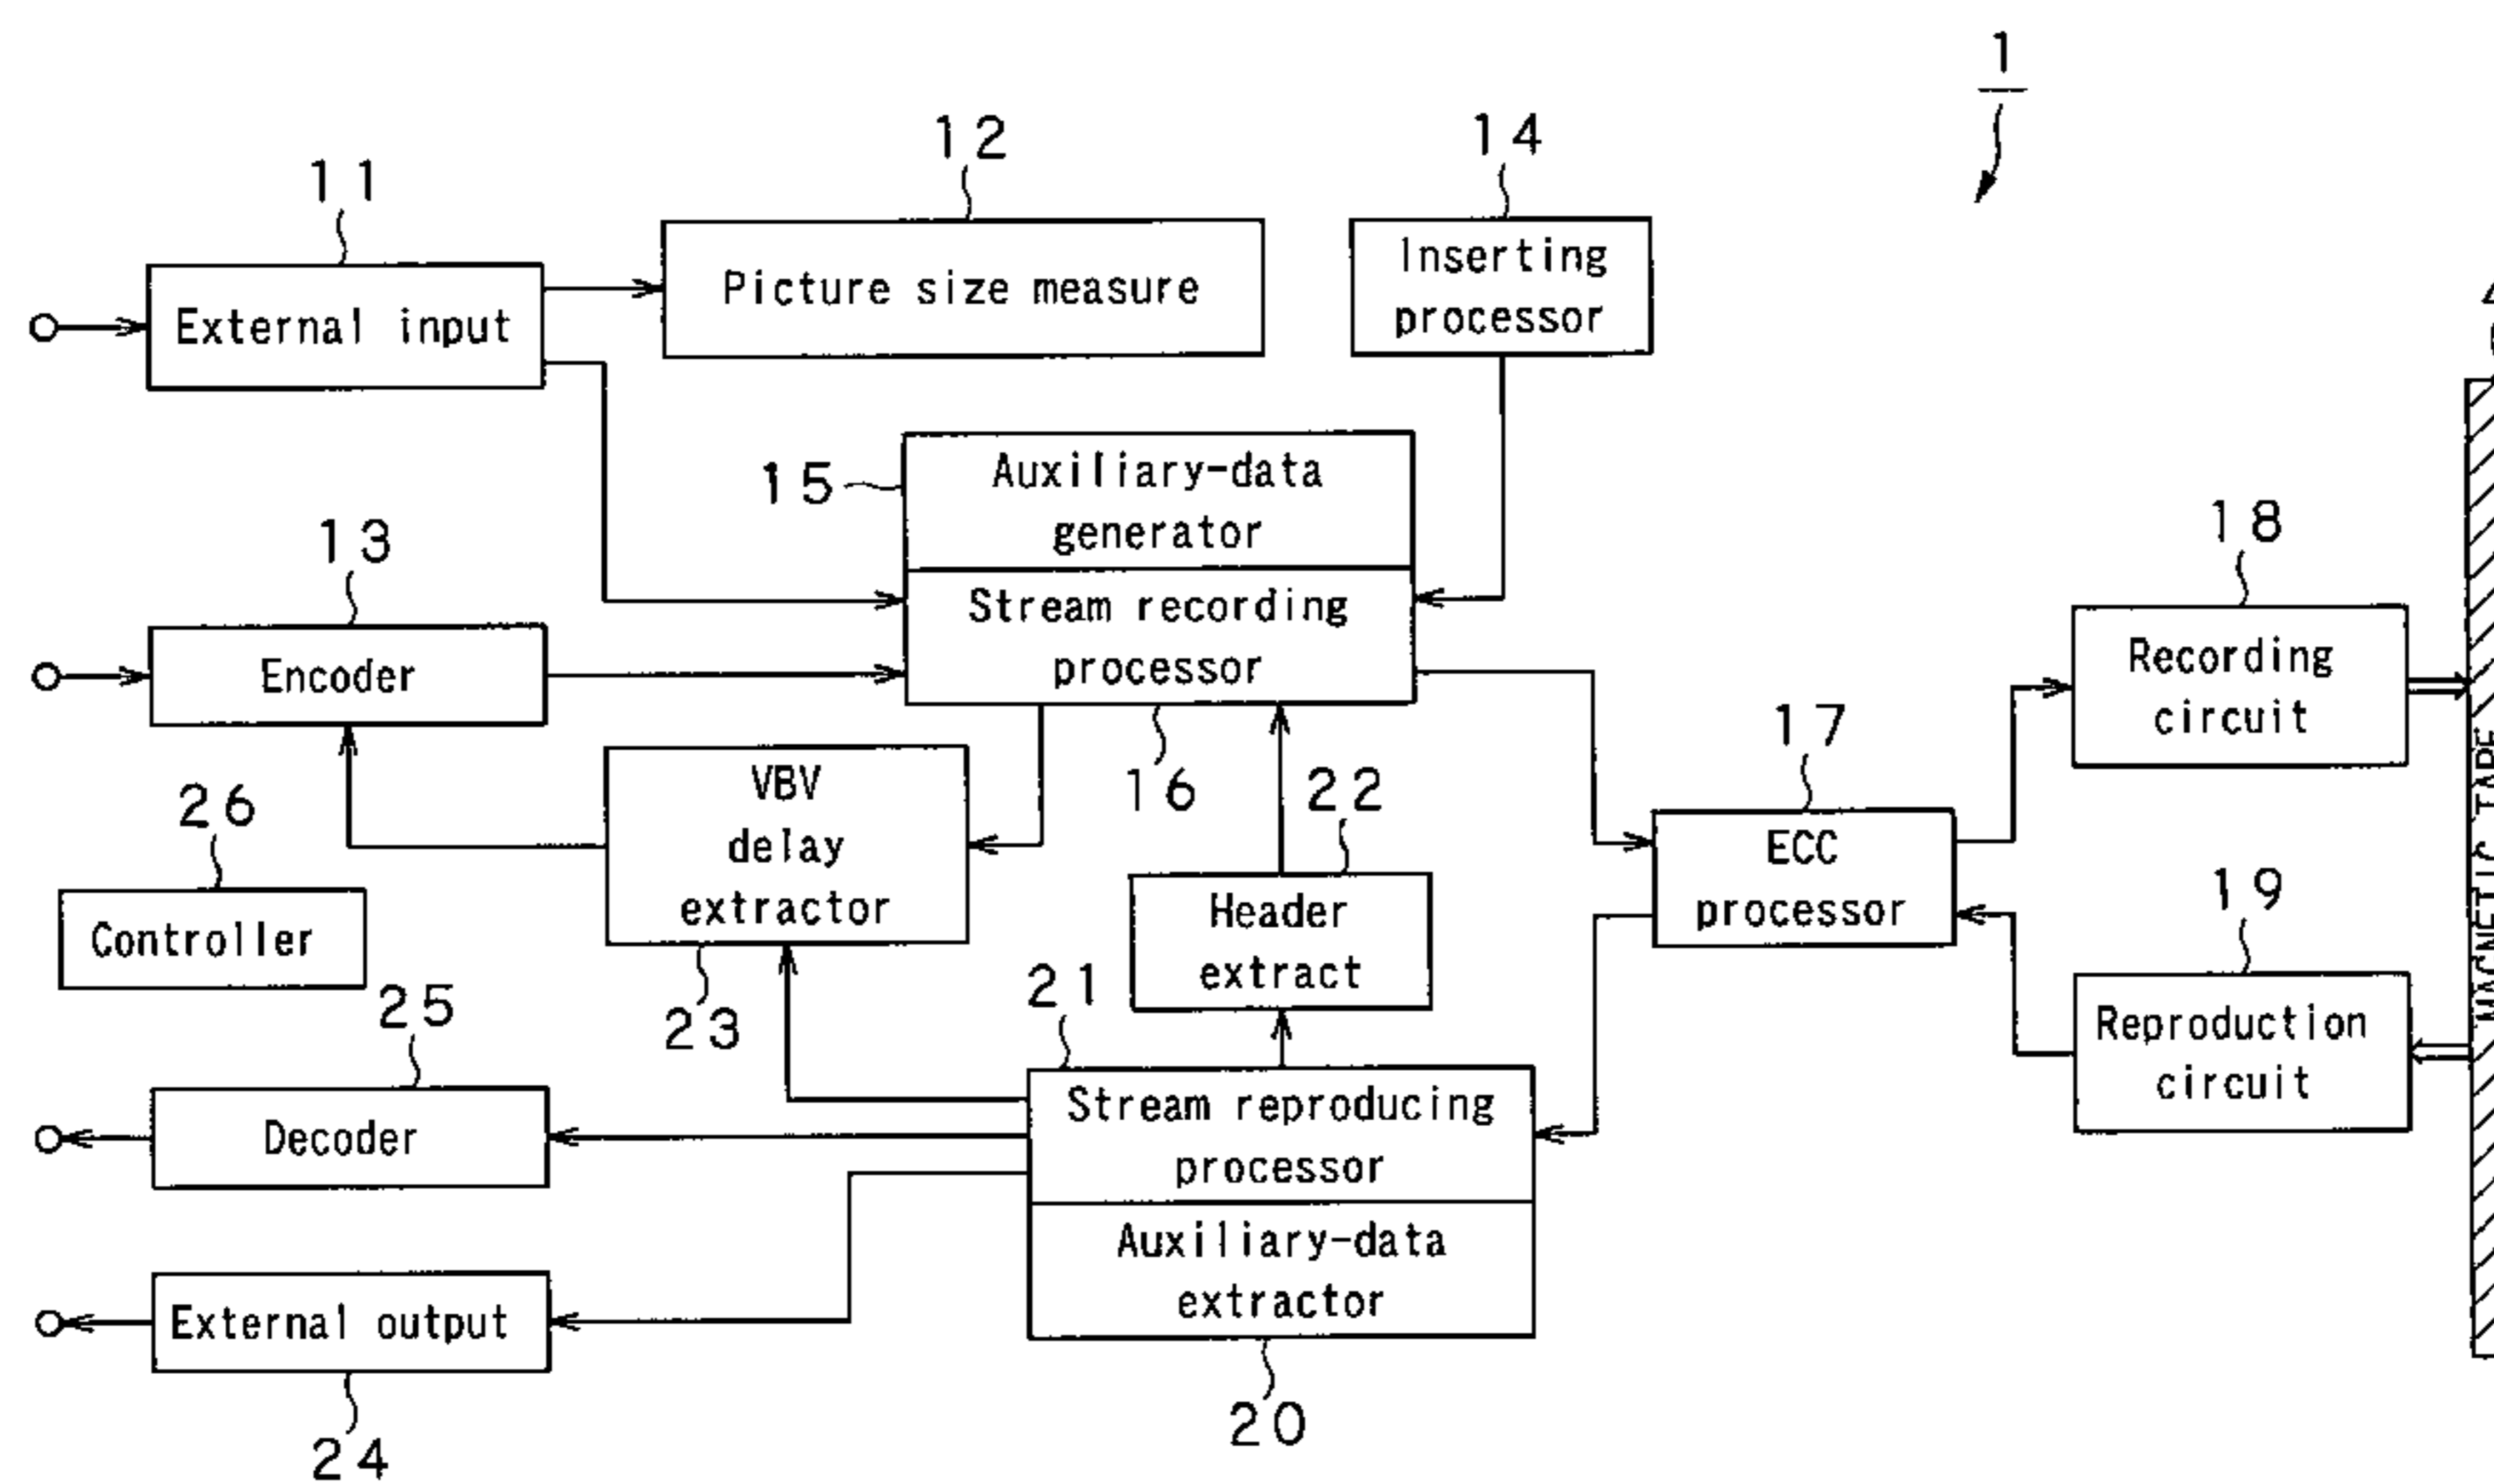 1
12
14
11
Inserting
processor
Picture size measure
External input
15
Auxiliary-data
generator
18
13
Stream recording
processor
Recording
circuit
Encoder
17
16
22
VBV
delay
extractor
26
ECC
processor
19
Header
extract
Controller
21
23
25
Reproduction
circuit
Stream reproducing
processor
Decoder
Auxiliary-data
extractor
External output
20
24
MAGNETIC TAPE